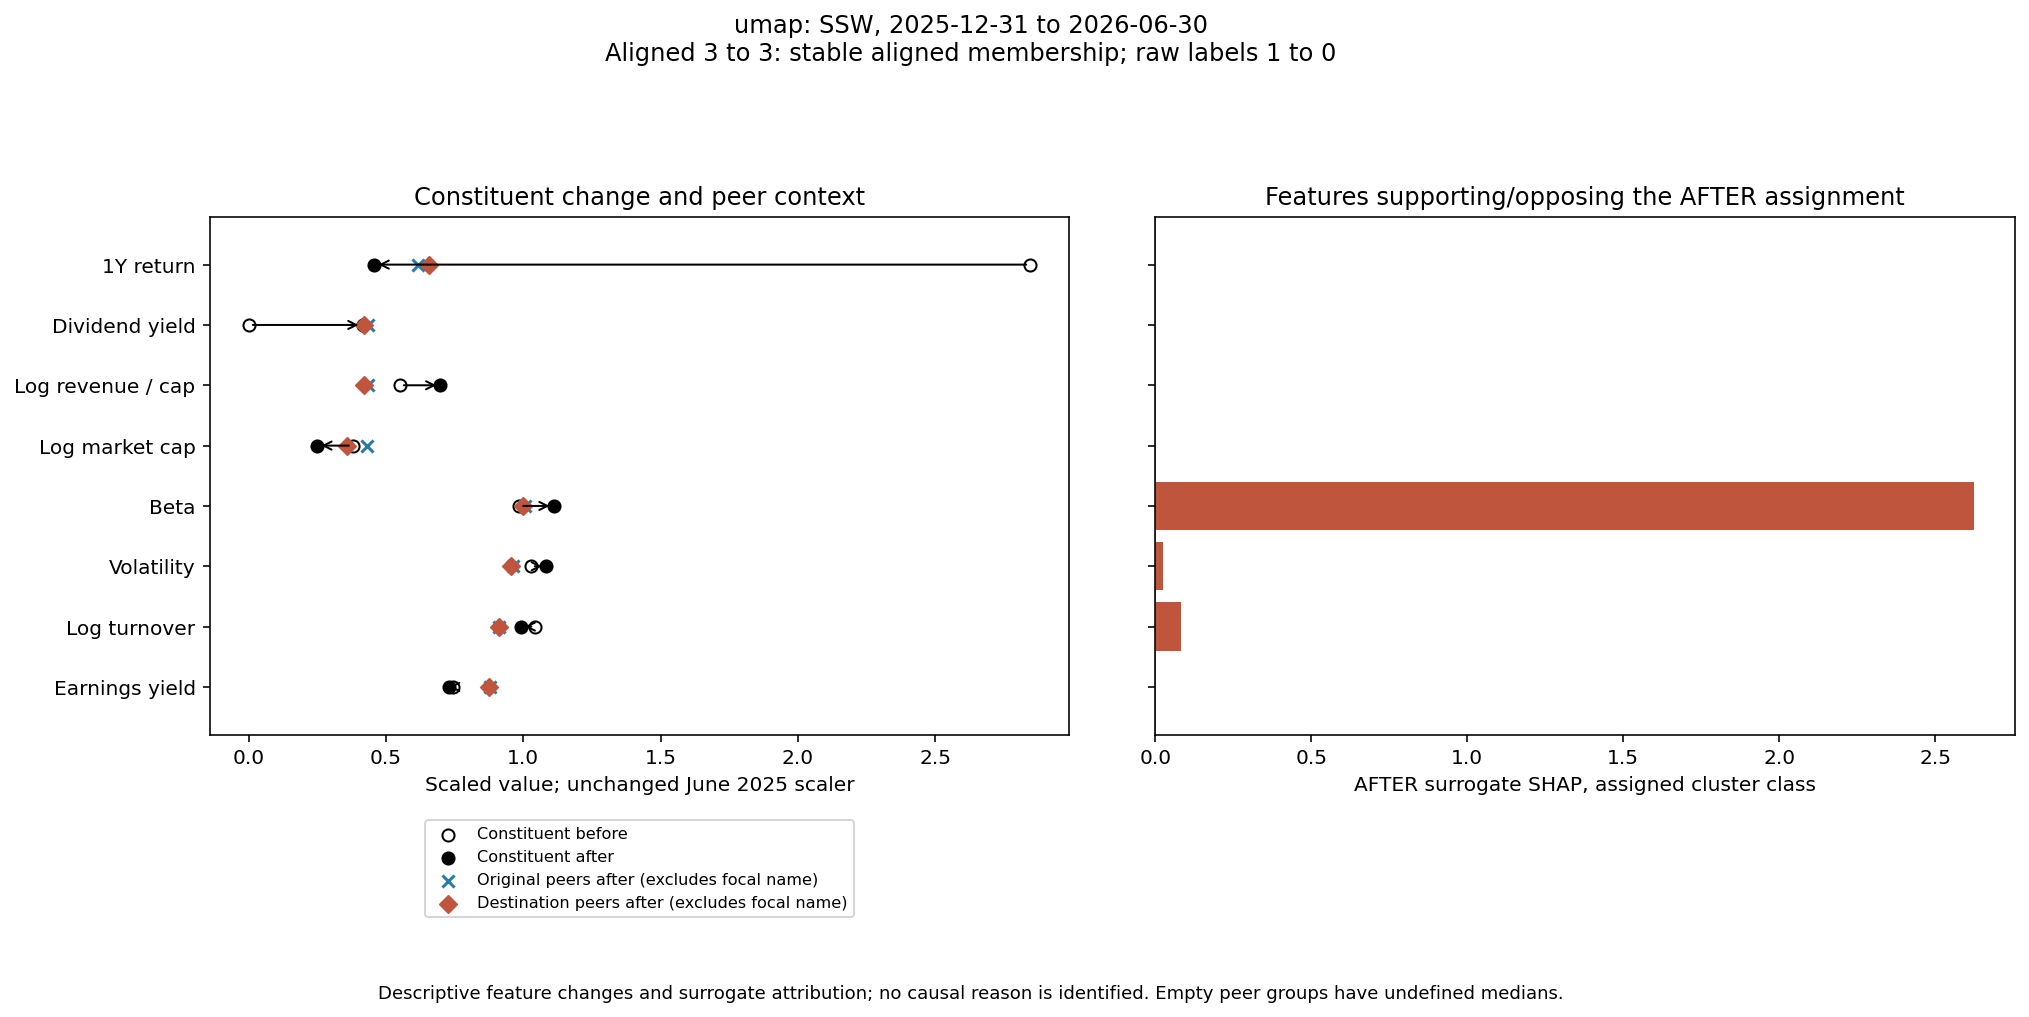 umap: SSW, 2025-12-31 to 2026-06-30
Aligned 3 to 3: stable aligned membership; raw labels 1 to 0
Constituent change and peer context
1Y return
Dividend yield
Log revenue / cap
Log market cap
Beta
Volatility
Log turnover
Earnings yield
0.0 0.5 1.0 1.5 2.0 2.5
Scaled value; unchanged June 2025 scaler
Constituent before
Constituent after
Original peers after (excludes focal name)
Destination peers after (excludes focal name)
Features supporting/opposing the AFTER assignment
0.0 0.5 1.0 1.5 2.0 2.5
AFTER surrogate SHAP, assigned cluster class
Descriptive feature changes and surrogate attribution; no causal reason is identified. Empty peer groups have undefined medians.